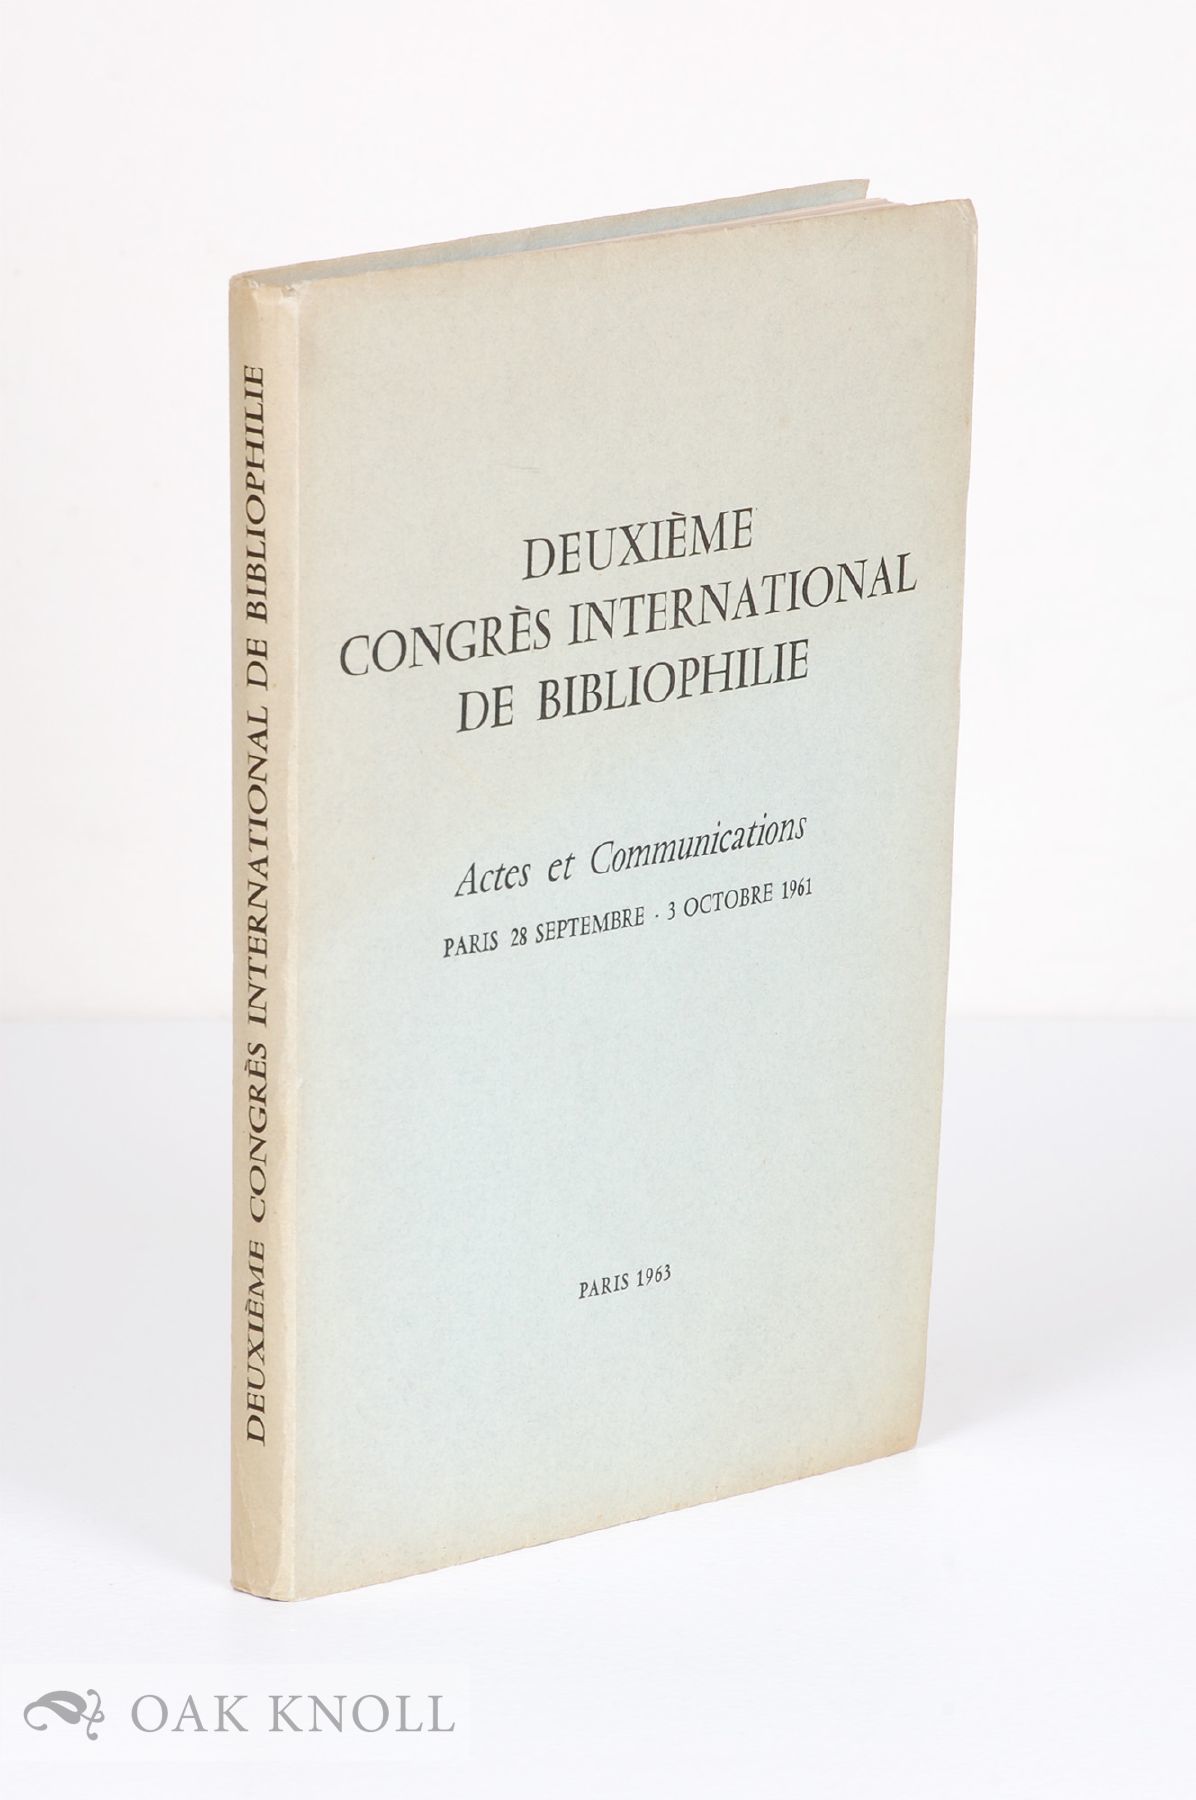 DEUXIÈME CONGRÈS INTERNATIONAL DE BIBLIOPHILIE
DEUXIÈME
CONGRÈS INTERNATIONAL
DE BIBLIOPHILIE
Actes et Communications
PARIS 28 SEPTEMBRE · 3 OCTOBRE 1961
PARIS 1963
OAK KNOLL